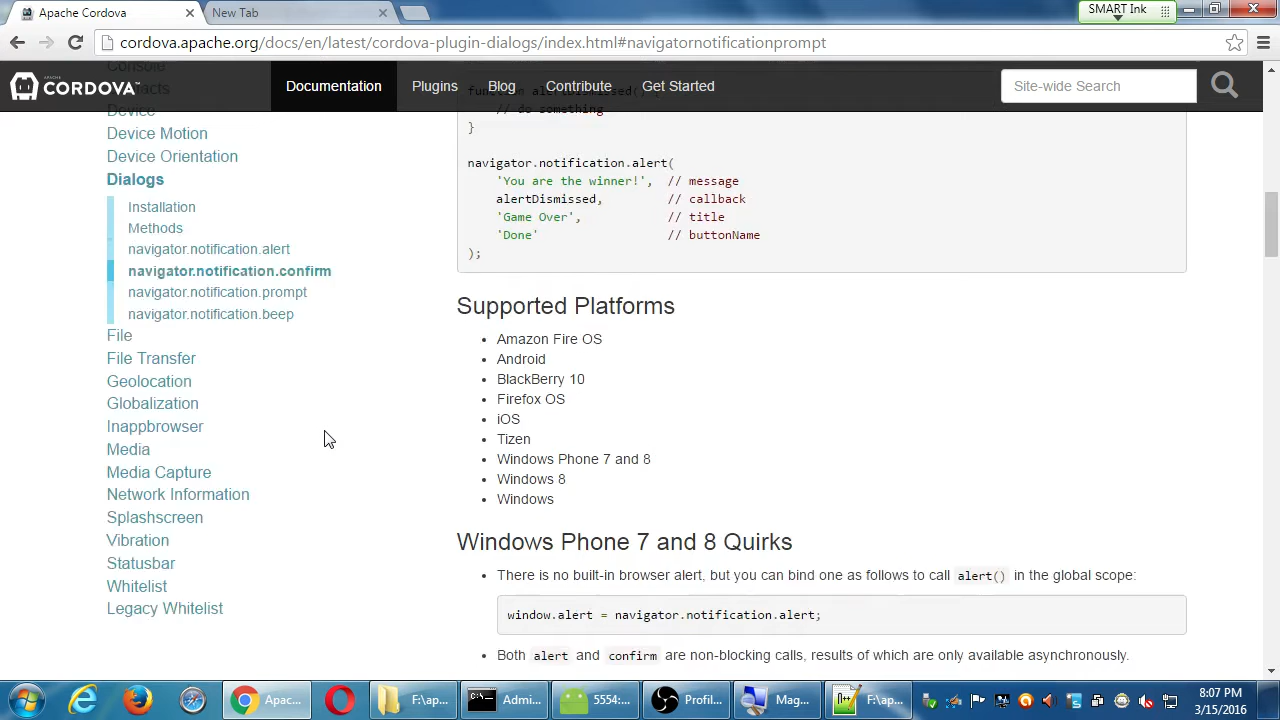 Apache Cordova
New Tab
SMART Ink
cordova.apache.org/docs/en/latest/cordova-plugin-dialogs/index.html#navigatornotificationprompt
APACHE
CORDOVA
Documentation
Plugins
Blog
Contribute
Get Started
Site-wide Search
Console
Device
Device Motion
Device Orientation
Dialogs
Installation
Methods
navigator.notification.alert
navigator.notification.confirm
navigator.notification.prompt
navigator.notification.beep
File
File Transfer
Geolocation
Globalization
Inappbrowser
Media
Media Capture
Network Information
Splashscreen
Vibration
Statusbar
Whitelist
Legacy Whitelist
function alertDismissed() {
// do something
}
navigator.notification.alert(
'You are the winner!', // message
alertDismissed, // callback
'Game Over', // title
'Done' // buttonName
);
Supported Platforms
Amazon Fire OS
Android
BlackBerry 10
Firefox OS
iOS
Tizen
Windows Phone 7 and 8
Windows 8
Windows
Windows Phone 7 and 8 Quirks
There is no built-in browser alert, but you can bind one as follows to call alert() in the global scope:
window.alert = navigator.notification.alert;
Both alert and confirm are non-blocking calls, results of which are only available asynchronously.
Apac...
F:\ap...
Admi...
5554:...
Profil...
Mag...
F:\ap...
8:07 PM
3/15/2016